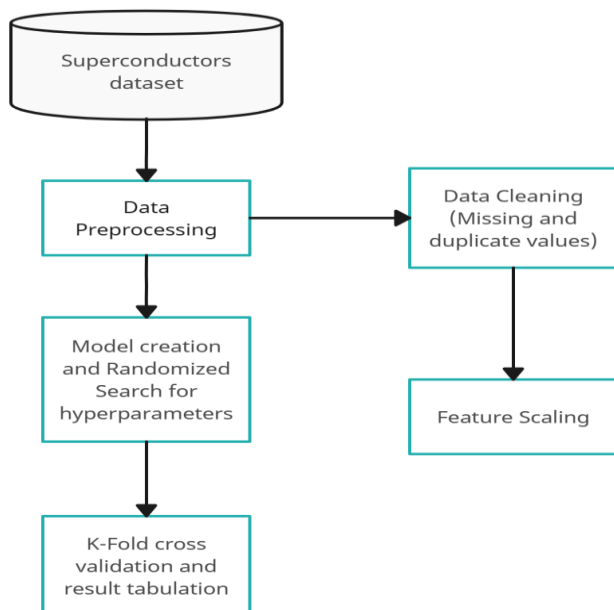 Superconductors
dataset
Data
Preprocessing
Data Cleaning
(Missing and
duplicate values)
Model creation
and Randomized
Search for
hyperparameters
Feature Scaling
K-Fold cross
validation and
result tabulation